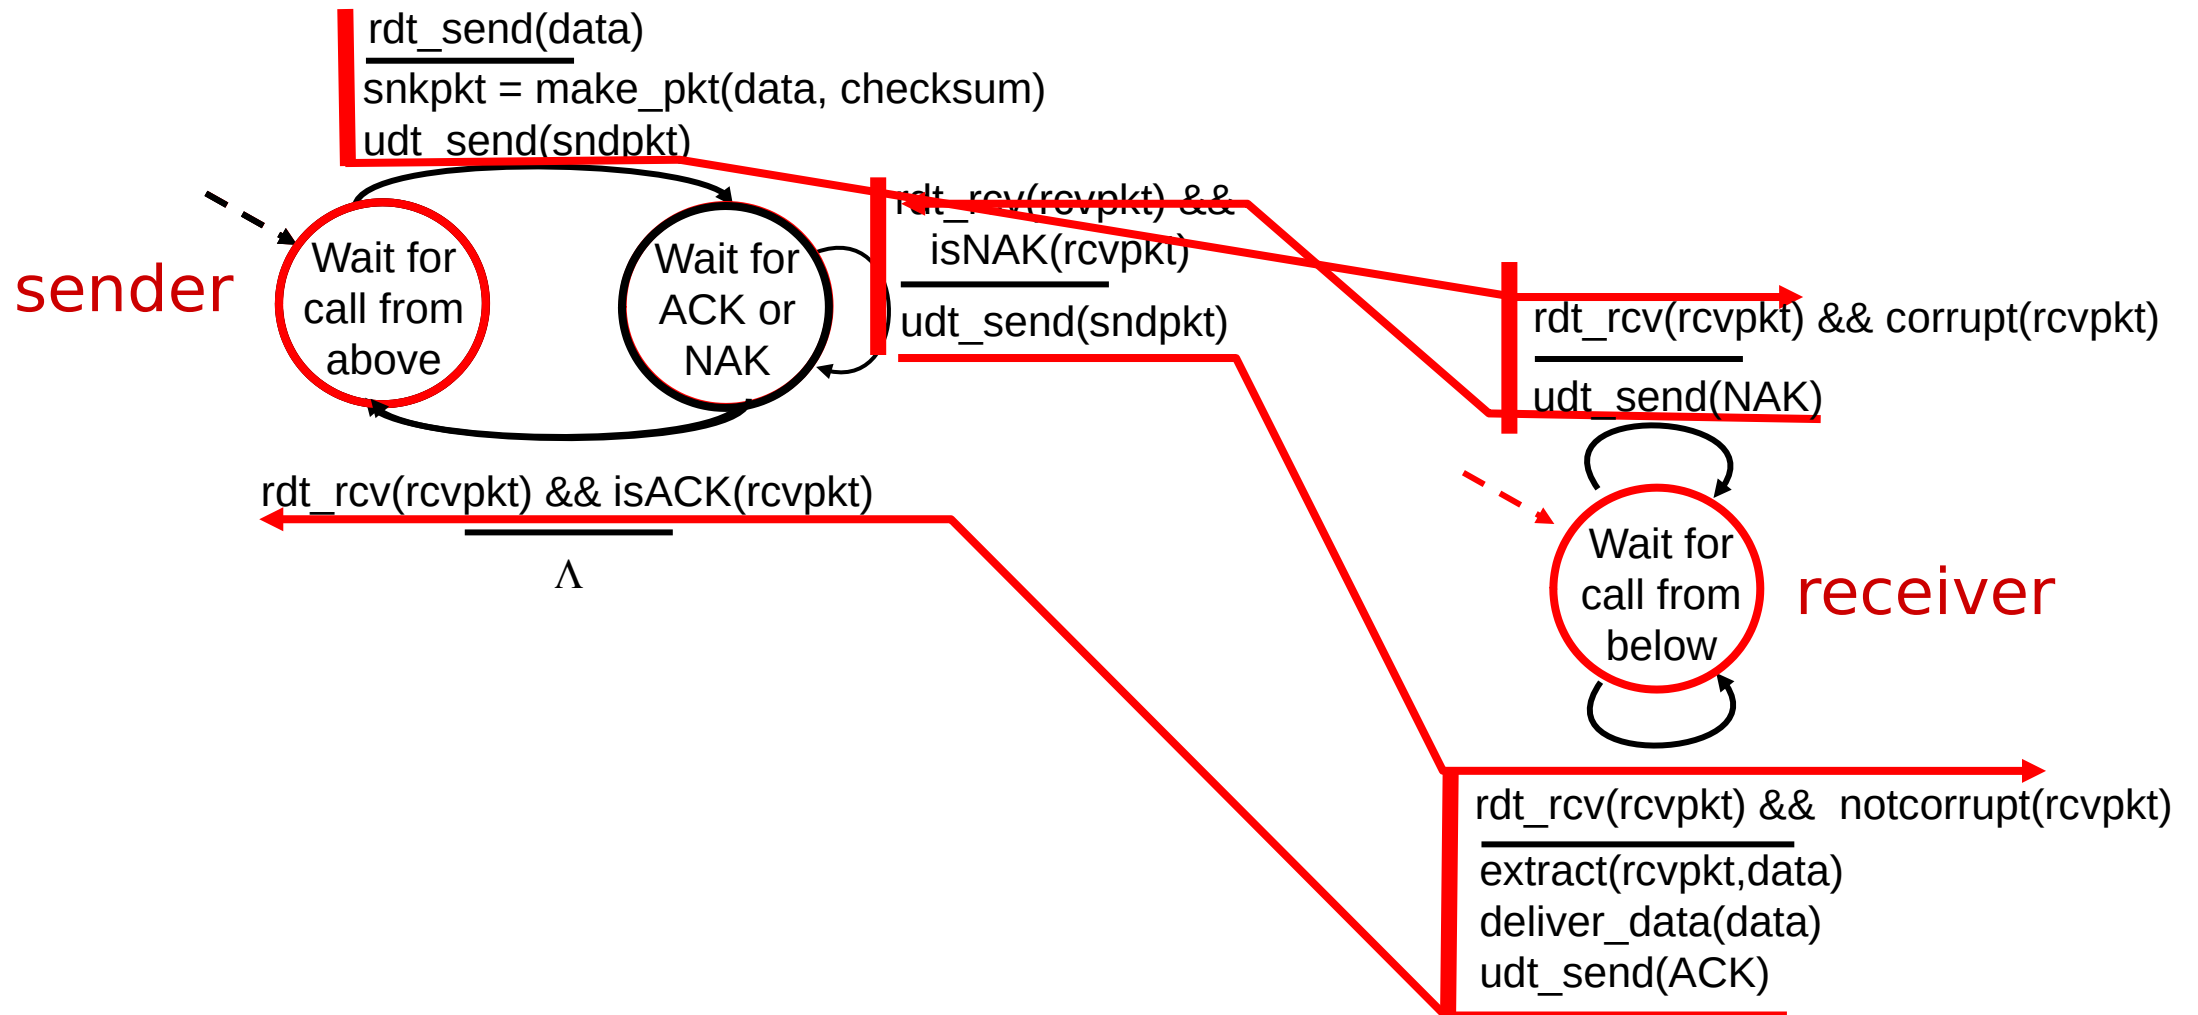 rdt_send(data)
snkpkt = make_pkt(data, checksum)
udt_send(sndpkt)
sender
Wait for
call from
above
Wait for
ACK or
NAK
rdt_rcv(rcvpkt) &&
isNAK(rcvpkt)
udt_send(sndpkt)
rdt_rcv(rcvpkt) && isACK(rcvpkt)
Λ
rdt_rcv(rcvpkt) && corrupt(rcvpkt)
udt_send(NAK)
Wait for
call from
below
receiver
rdt_rcv(rcvpkt) && notcorrupt(rcvpkt)
extract(rcvpkt,data)
deliver_data(data)
udt_send(ACK)